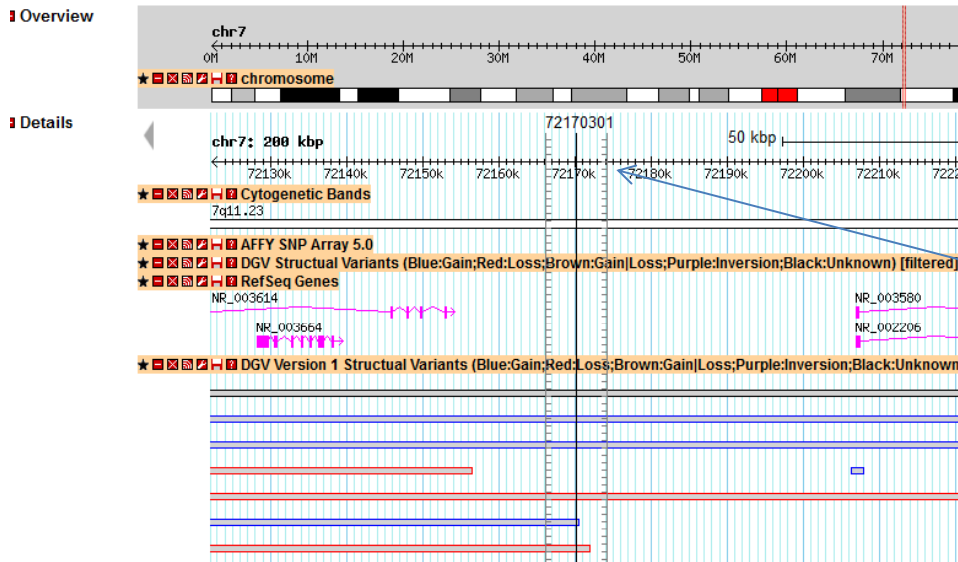 Overview
chr7
0M 10M 20M 30M 40M 50M 60M 70M
chromosome
Details
72170301
chr7: 200 kbp
50 kbp
72130k 72140k 72150k 72160k 72170k 72180k 72190k 72200k 72210k 7222
Cytogenetic Bands
7q11.23
AFFY SNP Array 5.0
DGV Structual Variants (Blue:Gain;Red:Loss;Brown:Gain|Loss;Purple:Inversion;Black:Unknown) [filtered]
RefSeq Genes
NR_003614 NR_003580
NR_003664 NR_002206
DGV Version 1 Structual Variants (Blue:Gain;Red:Loss;Brown:Gain|Loss;Purple:Inversion;Black:Unknown